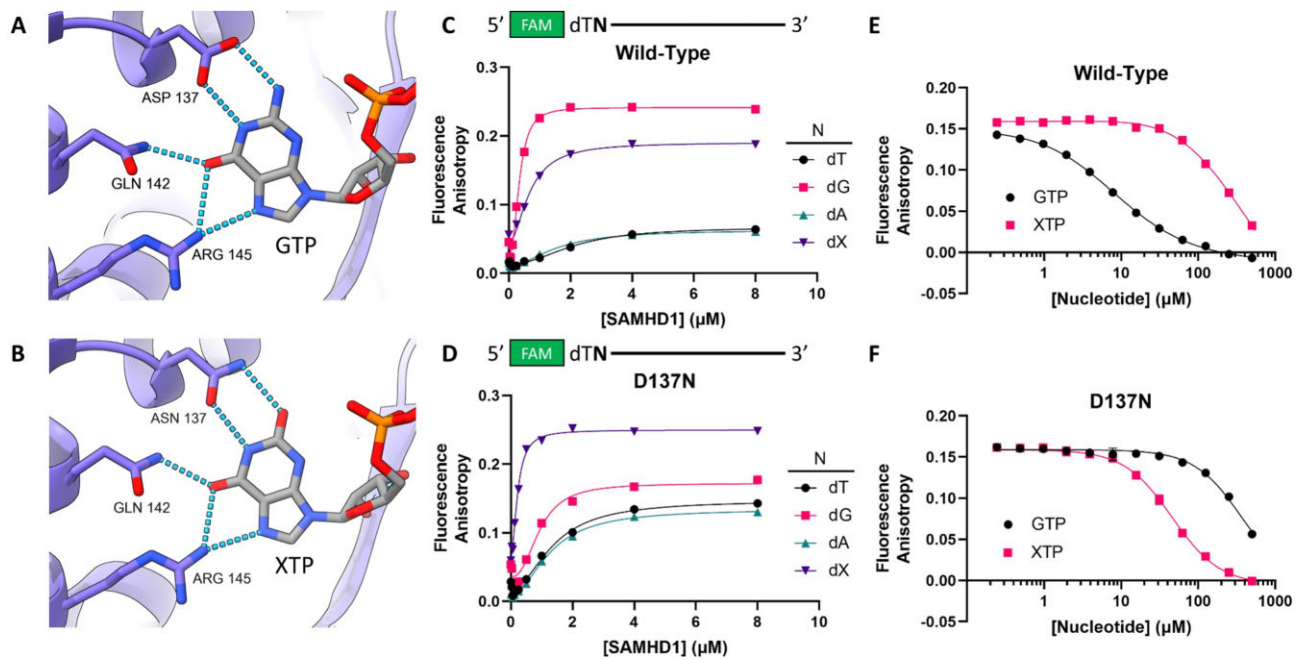 A
ASP 137
GLN 142
ARG 145
GTP
B
ASN 137
GLN 142
ARG 145
XTP
C
5′ FAM dTN 3′
Wild-Type
Fluorescence
Anisotropy
0.3
0.2
0.1
0.0
0 2 4 6 8 10
[SAMHD1] (µM)
N
dT
dG
dA
dX
D
5′ FAM dTN 3′
D137N
Fluorescence
Anisotropy
0.3
0.2
0.1
0.0
0 2 4 6 8 10
[SAMHD1] (µM)
N
dT
dG
dA
dX
E
Wild-Type
Fluorescence
Anisotropy
0.20
0.15
0.10
0.05
0.00
-0.05
1 10 100 1000
GTP
XTP
[Nucleotide] (µM)
F
D137N
Fluorescence
Anisotropy
0.20
0.15
0.10
0.05
0.00
-0.05
1 10 100 1000
GTP
XTP
[Nucleotide] (µM)